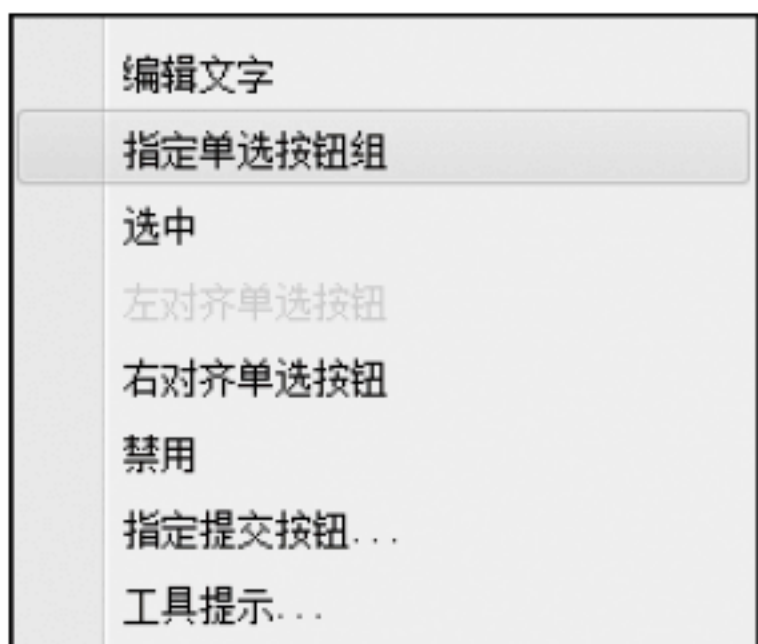 编辑文字
指定单选按钮组
选中
左对齐单选按钮
右对齐单选按钮
禁用
指定提交按钮...
工具提示...